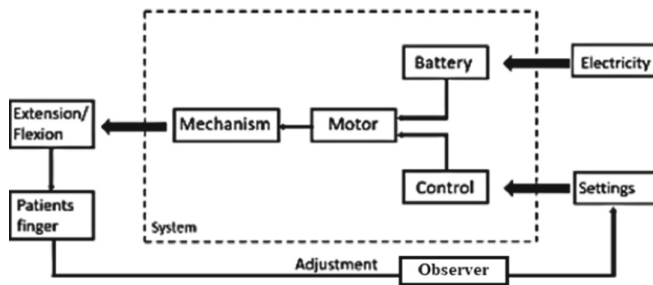 Battery
Electricity
Extension/
Flexion
Mechanism
Motor
Control
Settings
Patients
finger
System
Adjustment
Observer